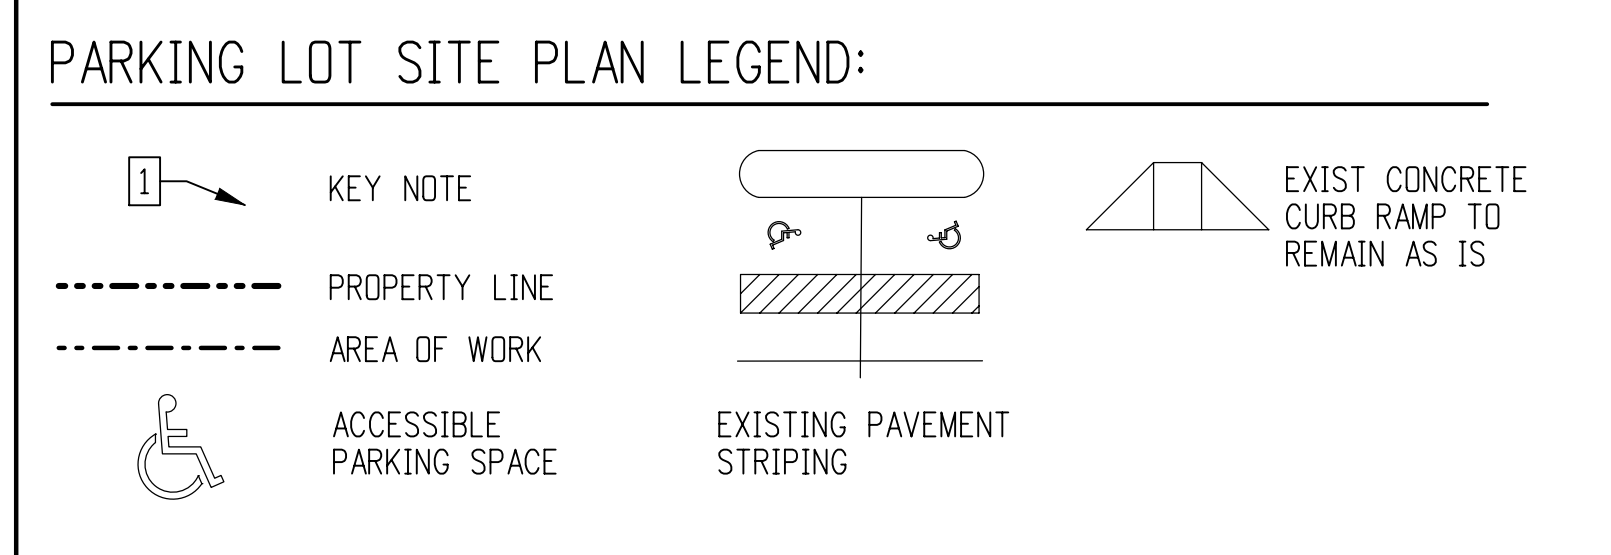 PARKING LOT SITE PLAN LEGEND:
1
KEY NOTE
PROPERTY LINE
AREA OF WORK
ACCESSIBLE
PARKING SPACE
EXISTING PAVEMENT
STRIPING
EXIST CONCRETE
CURB RAMP TO
REMAIN AS IS